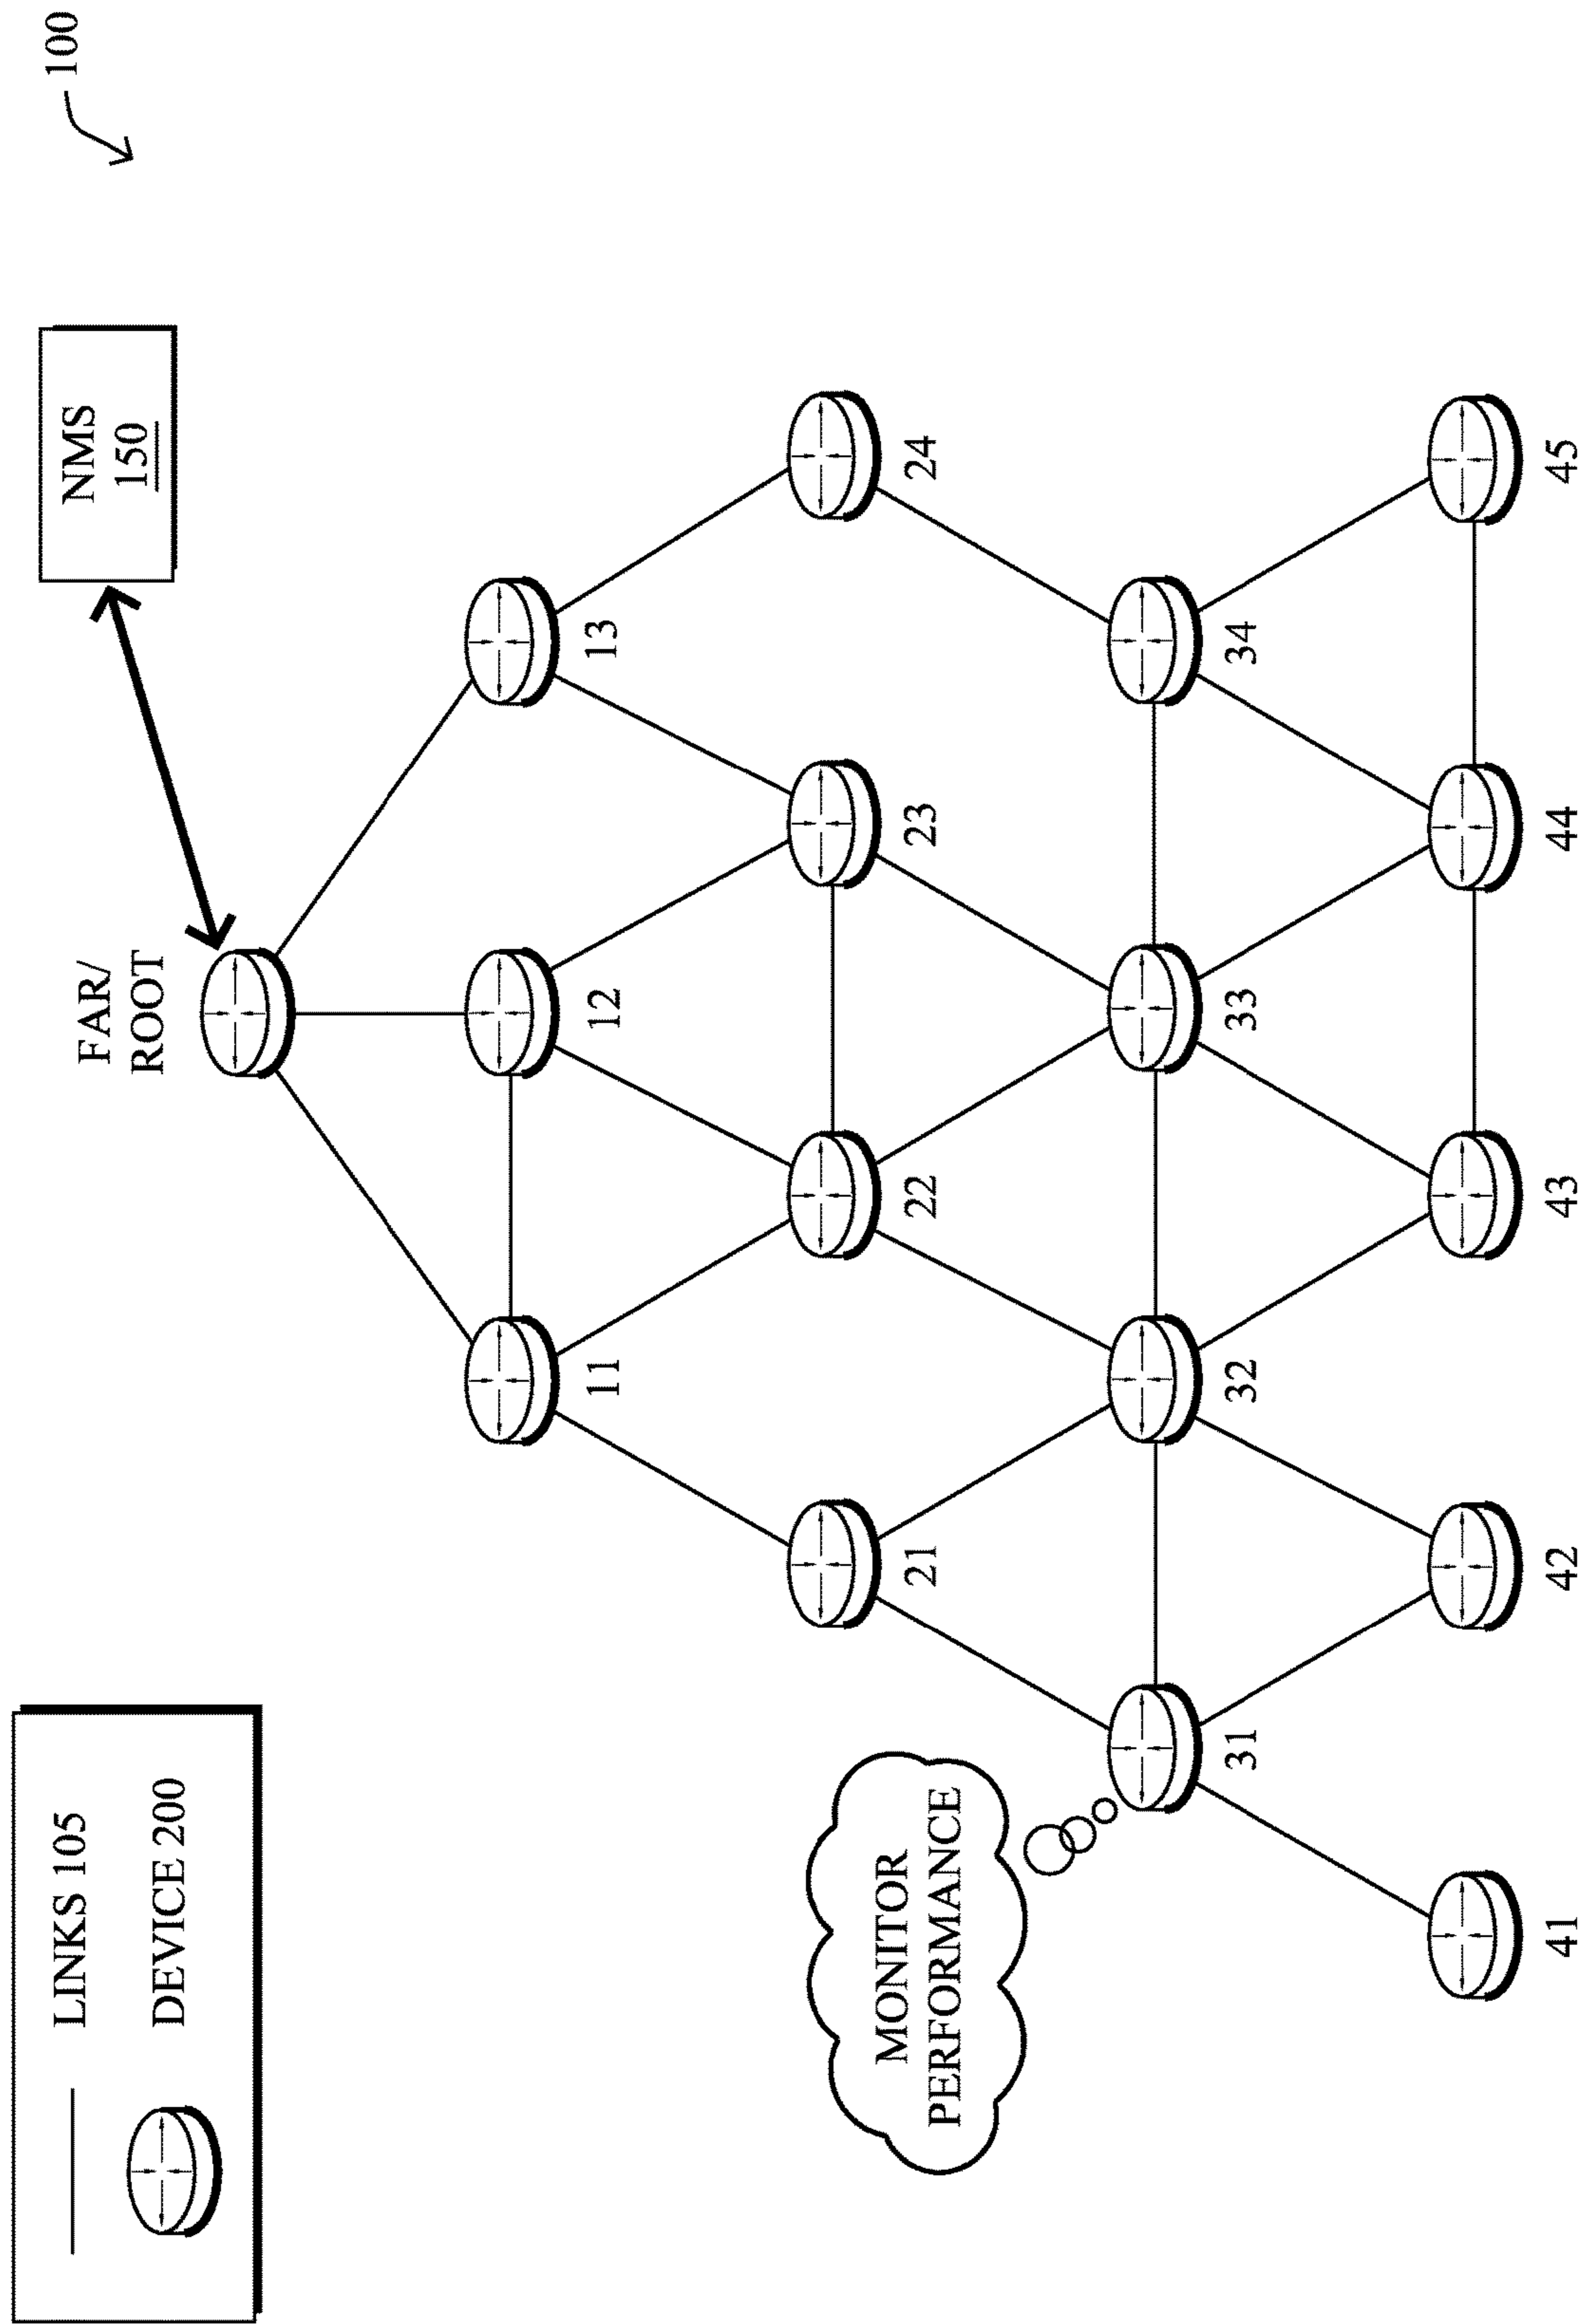 LINKS 105
DEVICE 200
100
NMS
150
FAR/
ROOT
11
12
13
21
22
23
24
MONITOR
PERFORMANCE
31
32
33
34
41
42
43
44
45